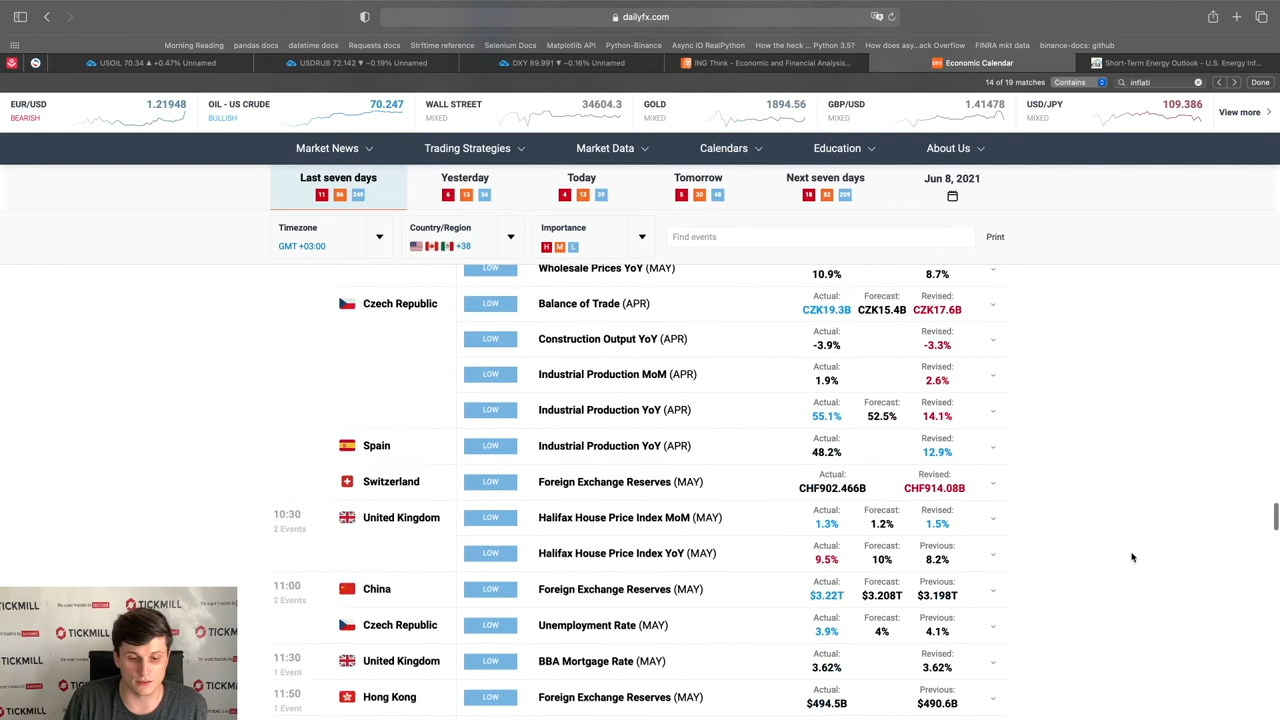 dailyfx.com
Morning Reading pandas docs datetime docs Requests docs Strftime reference Selenium Docs Matplotlib API Python-Binance Async IO RealPython How the heck ... Python 3.5? How does asy...ack Overflow FINRA mkt data binance-docs: github
USOIL 70.34 ▲ +0.47% Unnamed USDRUB 72.142 ▼ −0.19% Unnamed DXY 89.991 ▼ −0.16% Unnamed ING Think - Economic and Financial Analysis... Economic Calendar Short-Term Energy Outlook - U.S. Energy Inf...
14 of 19 matches Contains inflati Done
EUR/USD 1.21948 OIL - US CRUDE 70.247 WALL STREET 34604.3 GOLD 1894.56 GBP/USD 1.41478 USD/JPY 109.386 View more
BEARISH BULLISH MIXED MIXED MIXED MIXED
Market News Trading Strategies Market Data Calendars Education About Us
Last seven days Yesterday Today Tomorrow Next seven days Jun 8, 2021
11 86 249 6 13 54 4 13 39 5 20 48 18 82 209
Timezone Country/Region Importance Find events Print
GMT +03:00 +38 H M L
LOW Wholesale Prices YoY (MAY) 10.9% 8.7%
Czech Republic LOW Balance of Trade (APR) Actual: CZK19.3B Forecast: CZK15.4B Revised: CZK17.6B
LOW Construction Output YoY (APR) Actual: -3.9% Revised: -3.3%
LOW Industrial Production MoM (APR) Actual: 1.9% Revised: 2.6%
LOW Industrial Production YoY (APR) Actual: 55.1% Forecast: 52.5% Revised: 14.1%
Spain LOW Industrial Production YoY (APR) Actual: 48.2% Revised: 12.9%
Switzerland LOW Foreign Exchange Reserves (MAY) Actual: CHF902.466B Revised: CHF914.08B
10:30 2 Events United Kingdom LOW Halifax House Price Index MoM (MAY) Actual: 1.3% Forecast: 1.2% Revised: 1.5%
LOW Halifax House Price Index YoY (MAY) Actual: 9.5% Forecast: 10% Previous: 8.2%
11:00 2 Events China LOW Foreign Exchange Reserves (MAY) Actual: $3.22T Forecast: $3.208T Previous: $3.198T
Czech Republic LOW Unemployment Rate (MAY) Actual: 3.9% Forecast: 4% Previous: 4.1%
11:30 1 Event United Kingdom LOW BBA Mortgage Rate (MAY) Actual: 3.62% Revised: 3.62%
11:50 1 Event Hong Kong LOW Foreign Exchange Reserves (MAY) Actual: $494.5B Previous: $490.6B
TICKMILL TICKMILL
TICKMILL TICKMILL
TICKMILL